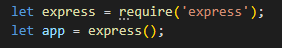 let express = require('express');
let app = express();